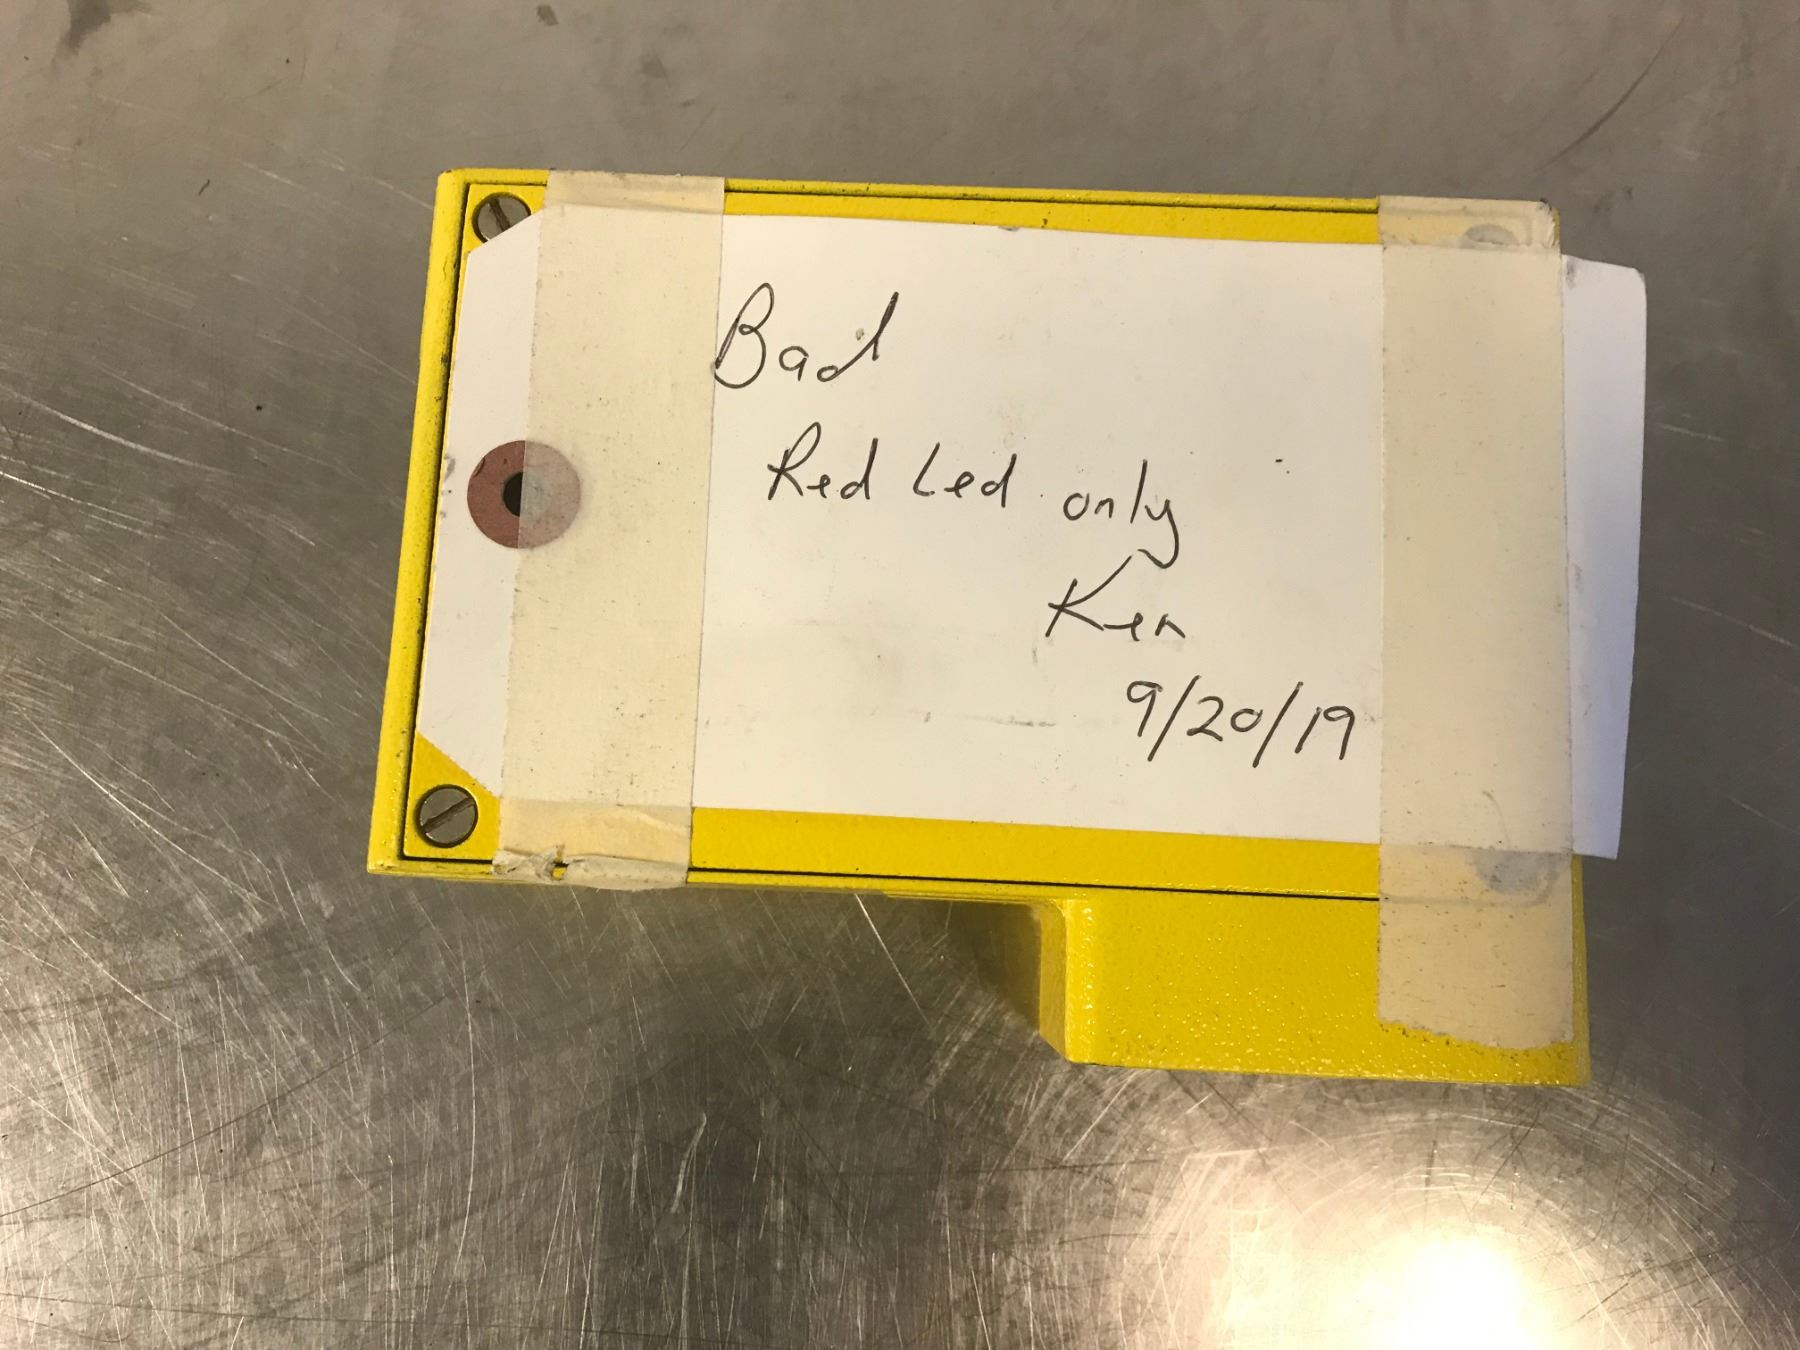 Bad
Red Led only
Ken
9/20/19